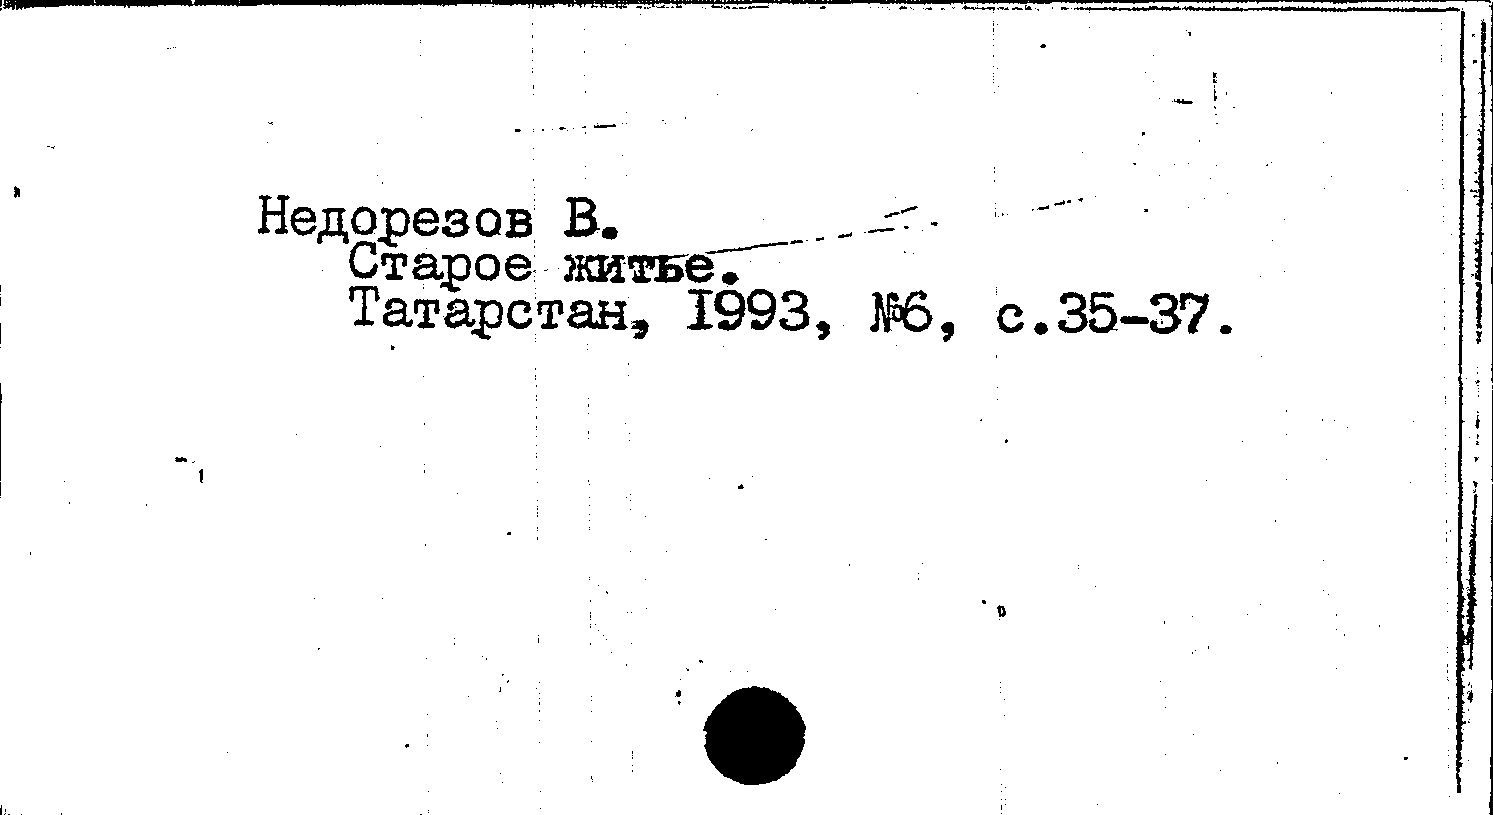 Недорезов В.
Старое житье.
Татарстан, 1993, №6, с.35-37.